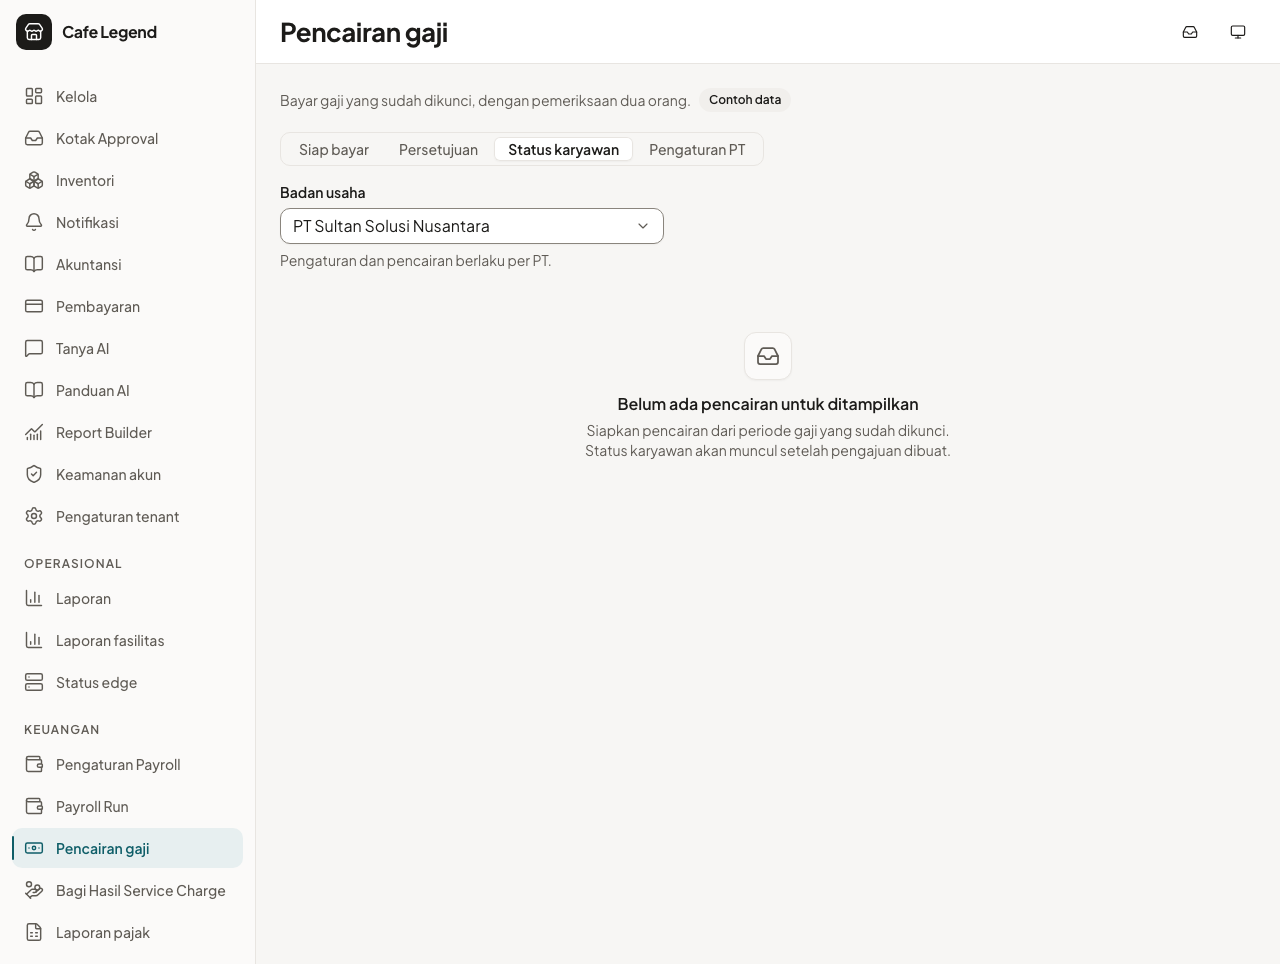 Cafe Legend
Pencairan gaji
Kelola
Kotak Approval
Inventori
Notifikasi
Akuntansi
Pembayaran
Tanya AI
Panduan AI
Report Builder
Keamanan akun
Pengaturan tenant
OPERASIONAL
Laporan
Laporan fasilitas
Status edge
KEUANGAN
Pengaturan Payroll
Payroll Run
Pencairan gaji
Bagi Hasil Service Charge
Laporan pajak
Bayar gaji yang sudah dikunci, dengan pemeriksaan dua orang. Contoh data
Siap bayar Persetujuan Status karyawan Pengaturan PT
Badan usaha
PT Sultan Solusi Nusantara
Pengaturan dan pencairan berlaku per PT.
Belum ada pencairan untuk ditampilkan
Siapkan pencairan dari periode gaji yang sudah dikunci.
Status karyawan akan muncul setelah pengajuan dibuat.